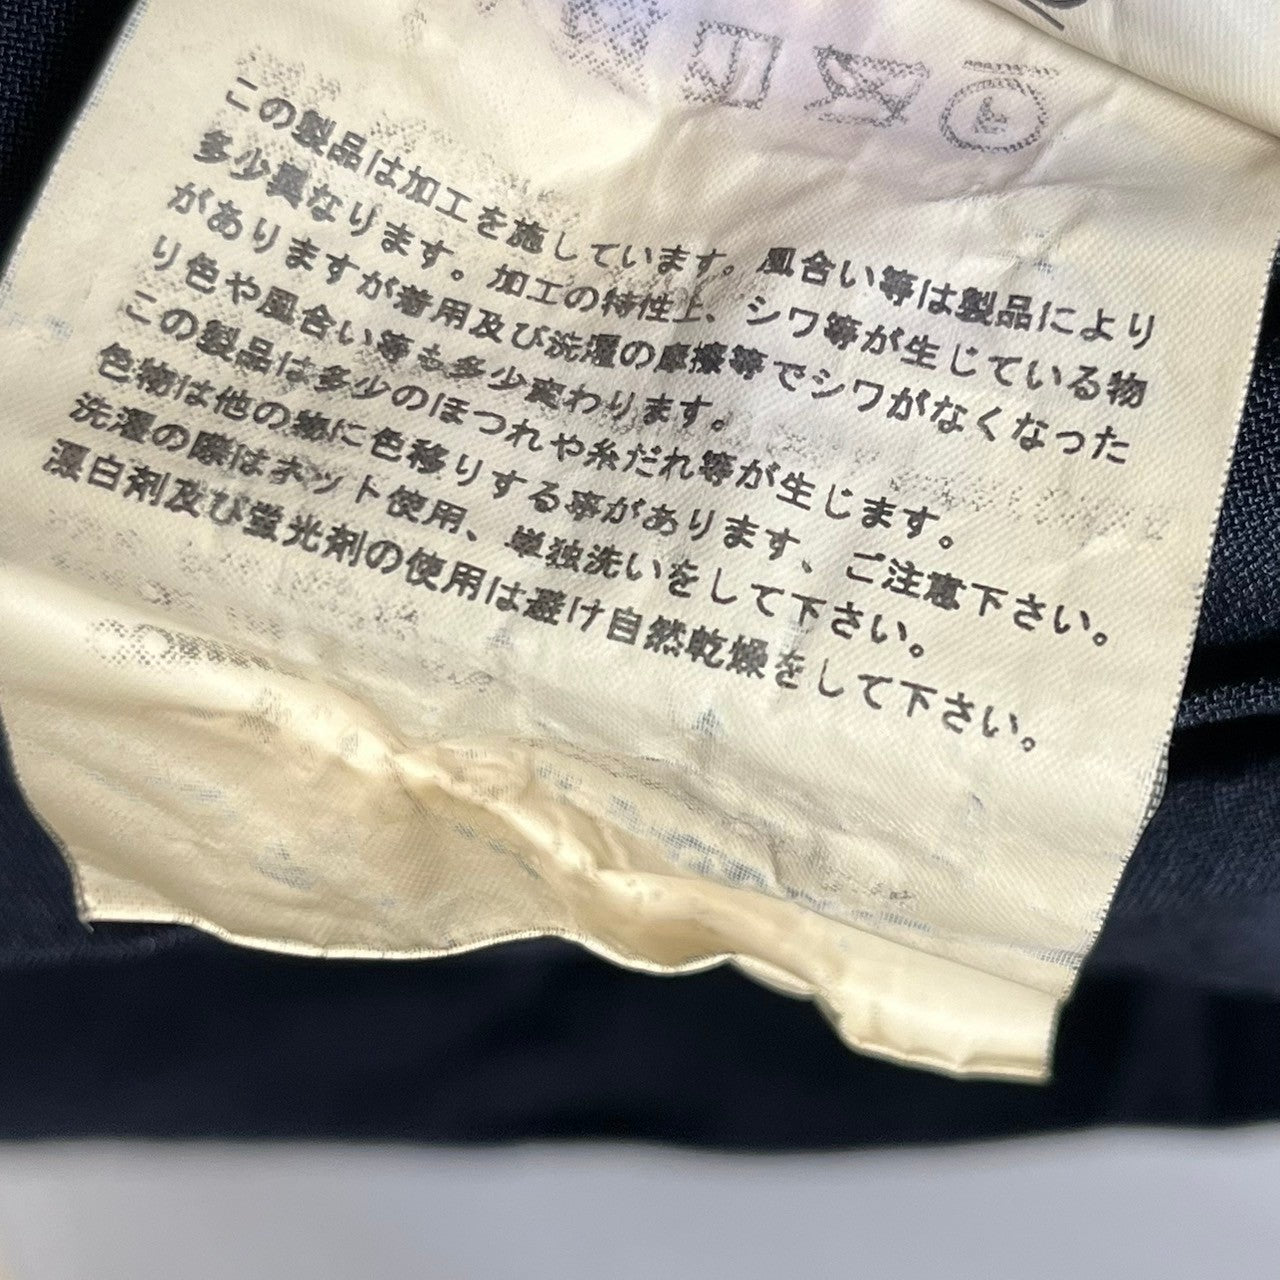 この製品は加工を施しています。風合い等は製品により
多少異なります。加工の特性上、シワ等が生じている物
がありますが着用及び洗濯の摩擦等でシワがなくなった
り色や風合い等も多少変わります。
この製品は多少のほつれや糸だれ等が生じます。
色物は他の物に色移りする事があります、ご注意下さい。
洗濯の際はネット使用、単独洗いをして下さい。
漂白剤及び蛍光剤の使用は避け自然乾燥をして下さい。